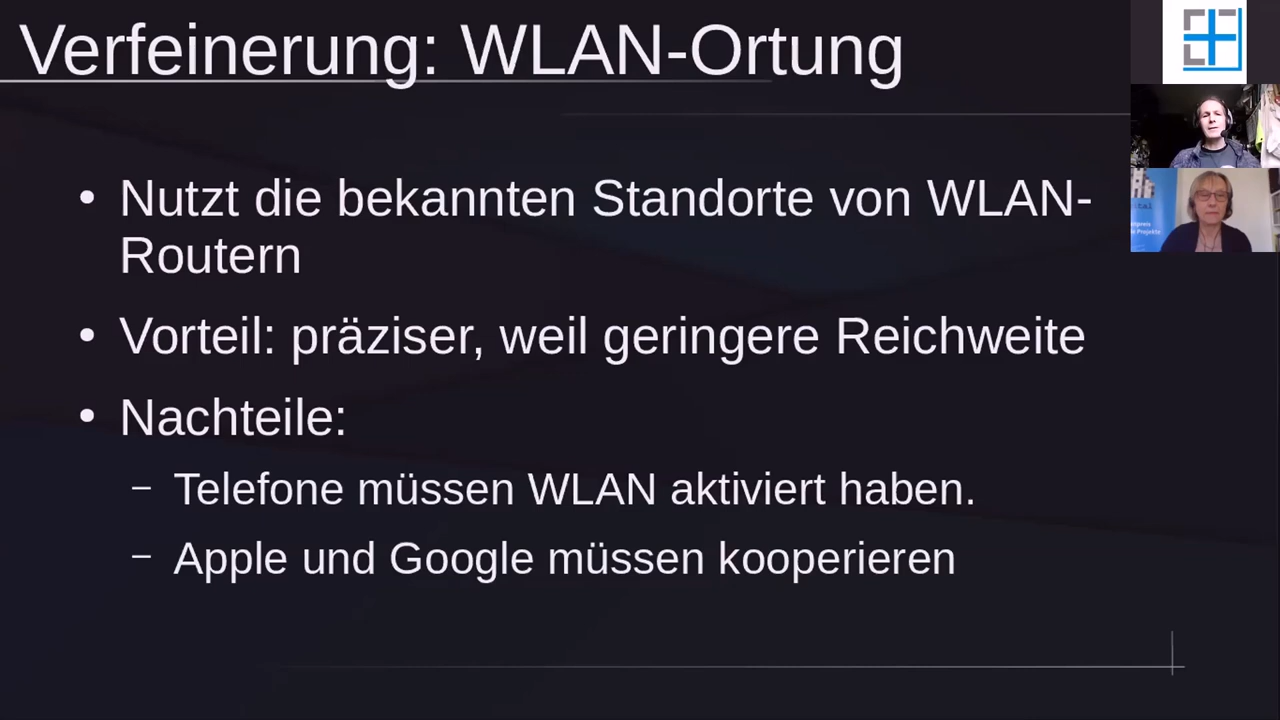 Verfeinerung: WLAN-Ortung
• Nutzt die bekannten Standorte von WLAN-
Routern
• Vorteil: präziser, weil geringere Reichweite
• Nachteile:
– Telefone müssen WLAN aktiviert haben.
– Apple und Google müssen kooperieren
Projekte